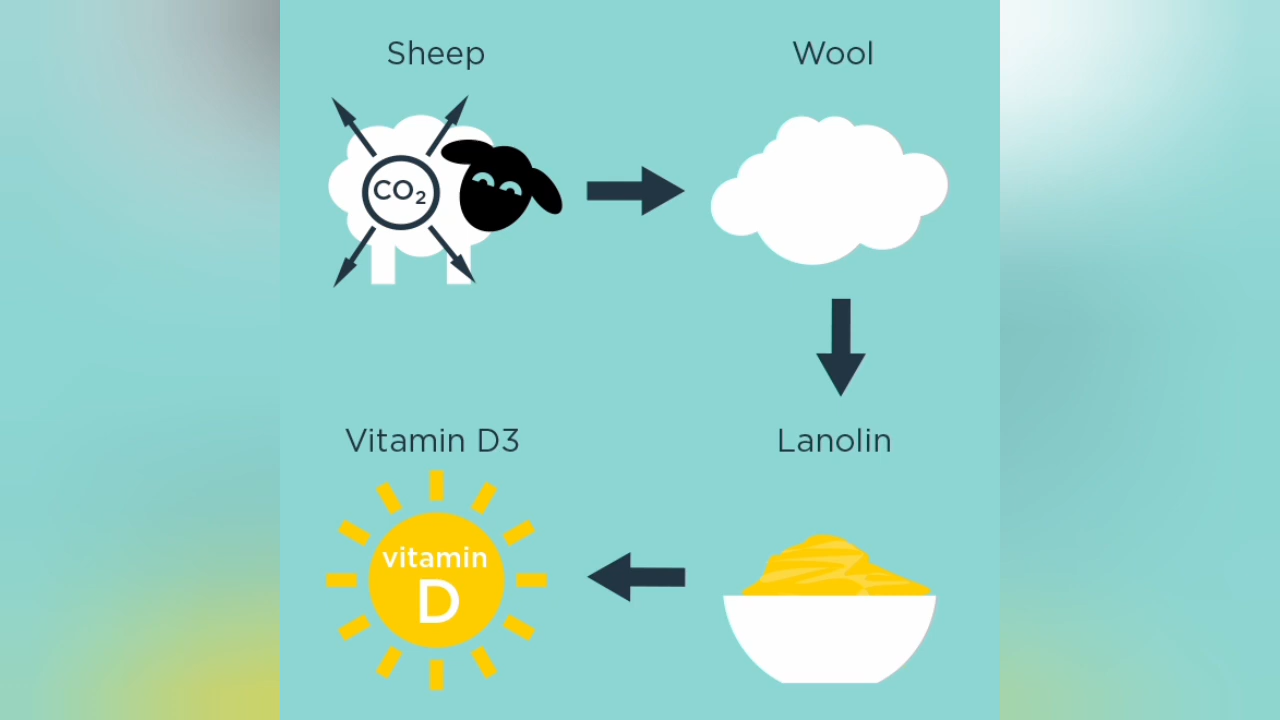 Sheep
Wool
CO₂
Vitamin D3
Lanolin
vitamin
D